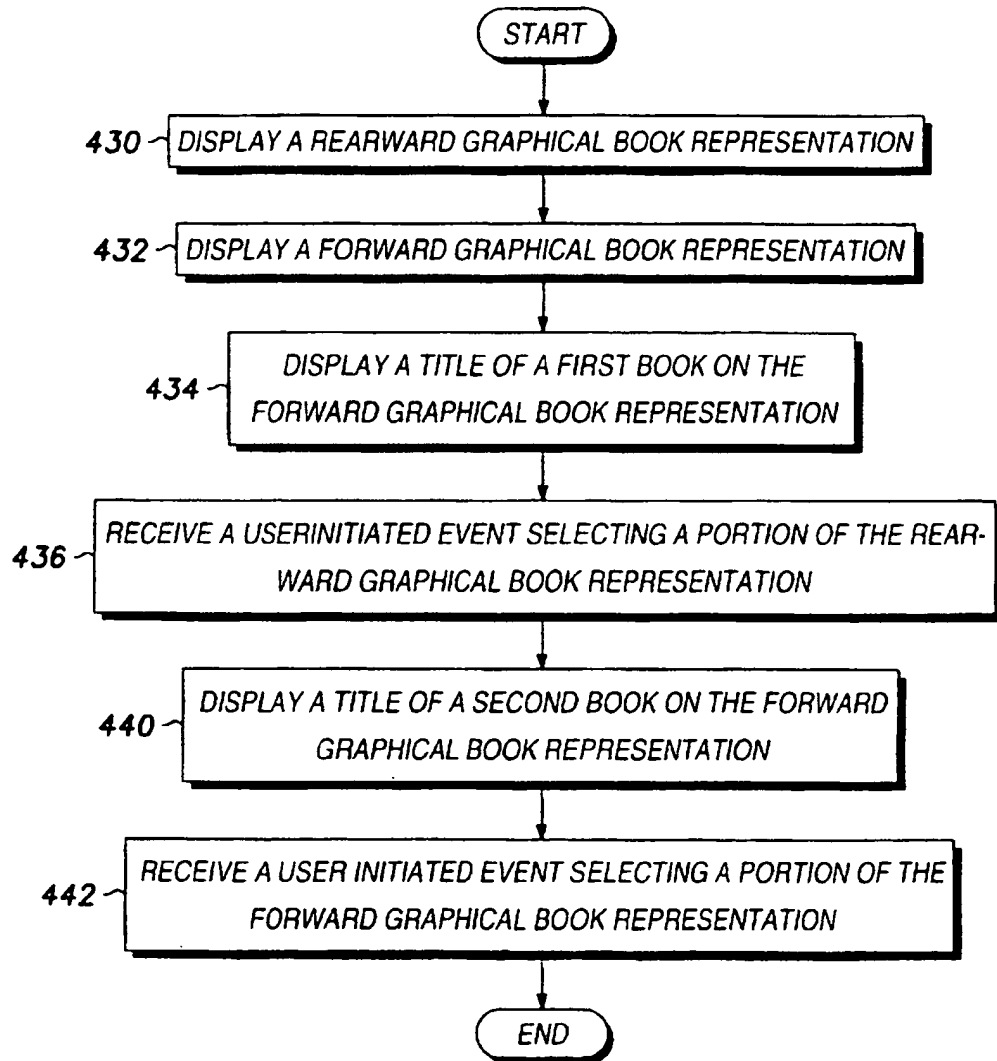 START
430 DISPLAY A REARWARD GRAPHICAL BOOK REPRESENTATION
432 DISPLAY A FORWARD GRAPHICAL BOOK REPRESENTATION
434 DISPLAY A TITLE OF A FIRST BOOK ON THE
FORWARD GRAPHICAL BOOK REPRESENTATION
436 RECEIVE A USERINITIATED EVENT SELECTING A PORTION OF THE REAR-
WARD GRAPHICAL BOOK REPRESENTATION
440 DISPLAY A TITLE OF A SECOND BOOK ON THE FORWARD
GRAPHICAL BOOK REPRESENTATION
442 RECEIVE A USER INITIATED EVENT SELECTING A PORTION OF THE
FORWARD GRAPHICAL BOOK REPRESENTATION
END